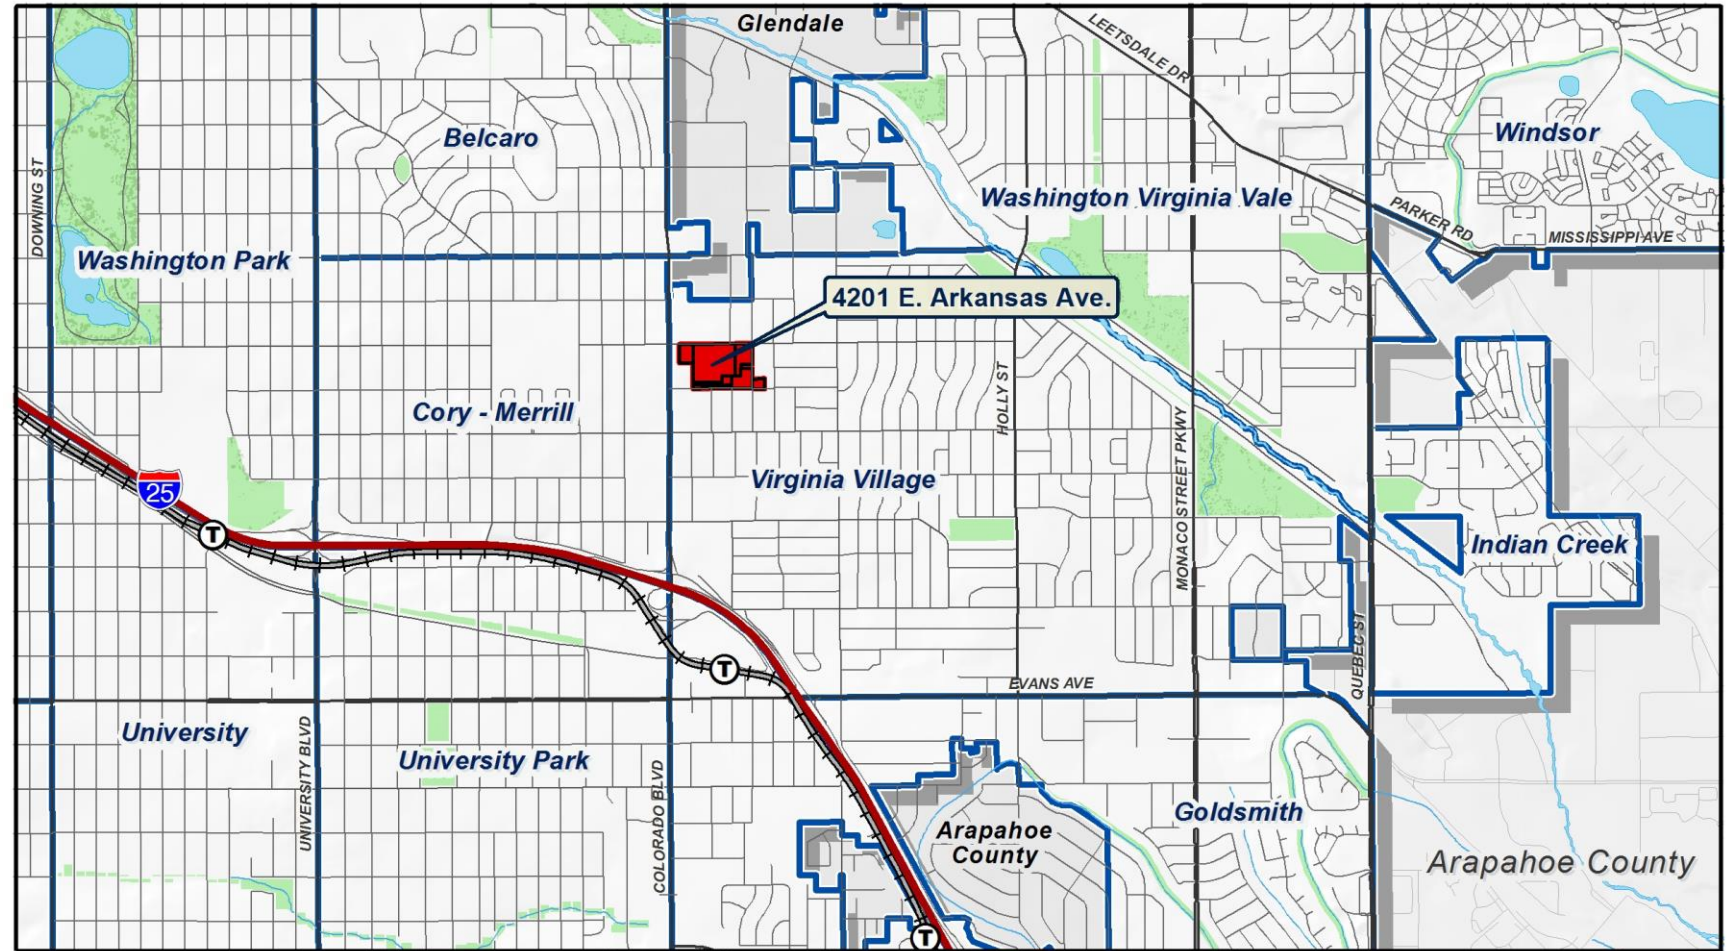 Glendale
LEETSDALE DR
Belcaro
Windsor
DOWNING ST
Washington Virginia Vale
PARKER RD
MISSISSIPPI AVE
Washington Park
4201 E. Arkansas Ave.
HOLLY ST
Cory - Merrill
MONACO STREET PKWY
Virginia Village
25
T
Indian Creek
QUEBEC ST
T
EVANS AVE
University
UNIVERSITY BLVD
University Park
COLORADO BLVD
Goldsmith
Arapahoe
County
Arapahoe County
T